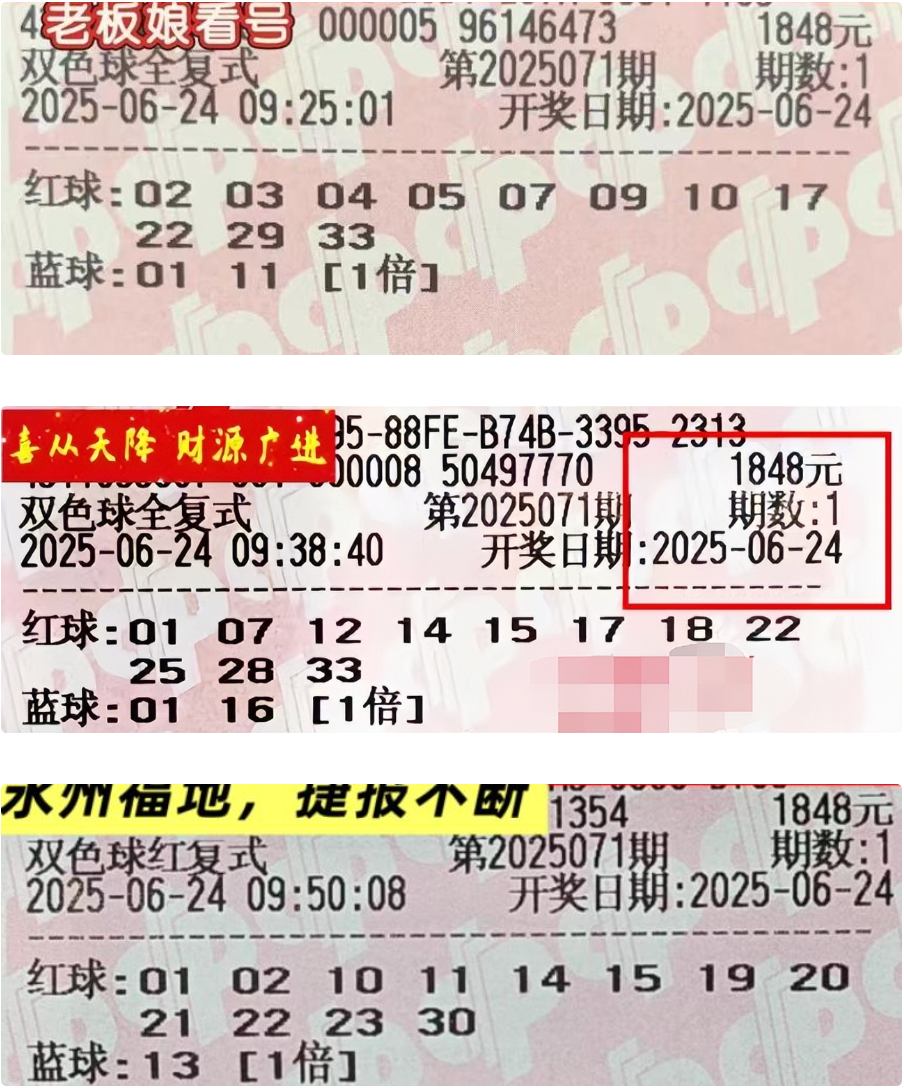 老板娘看号 000005 96146473 1848元
双色球全复式 第2025071期 期数:1
2025-06-24 09:25:01 开奖日期:2025-06-24
红球:02 03 04 05 07 09 10 17
22 29 33
蓝球:01 11 [1倍]
喜从天降 财源广进 95-88FE-B74B-3395-2313
000008 50497770 1848元
双色球全复式 第2025071期 期数:1
2025-06-24 09:38:40 开奖日期:2025-06-24
红球:01 07 12 14 15 17 18 22
25 28 33
蓝球:01 16 [1倍]
永州福地，捷报不断
1354 1848元
双色球红复式 第2025071期 期数:1
2025-06-24 09:50:08 开奖日期:2025-06-24
红球:01 02 10 11 14 15 19 20
21 22 23 30
蓝球:13 [1倍]